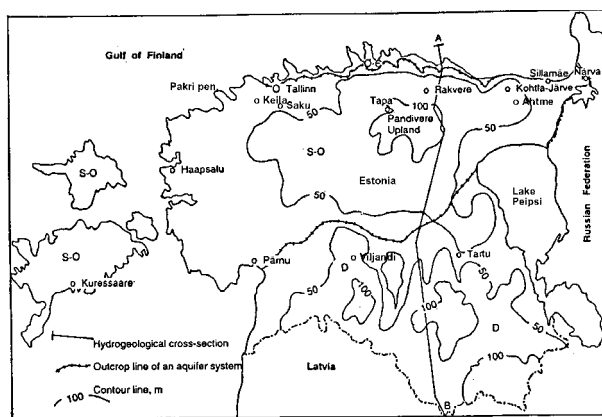 A
Gulf of Finland
Sillamäe
Narva
Pakri pen.
Tallinn
Rakvere
Kohtla-Järve
Keila
Saku
Tapa
100
Ahtme
50
Pandivere
Upland
50
S-O
S-O
Haapsalu
Estonia
Lake
Peipsi
Russian Federation
50
S-O
Pärnu
D
Viljandi
Tartu
50
Kuressaare
50
100
100
D
50
Hydrogeological cross-section
Outcrop line of an aquifer system
Latvia
100
100
Contour line, m
B